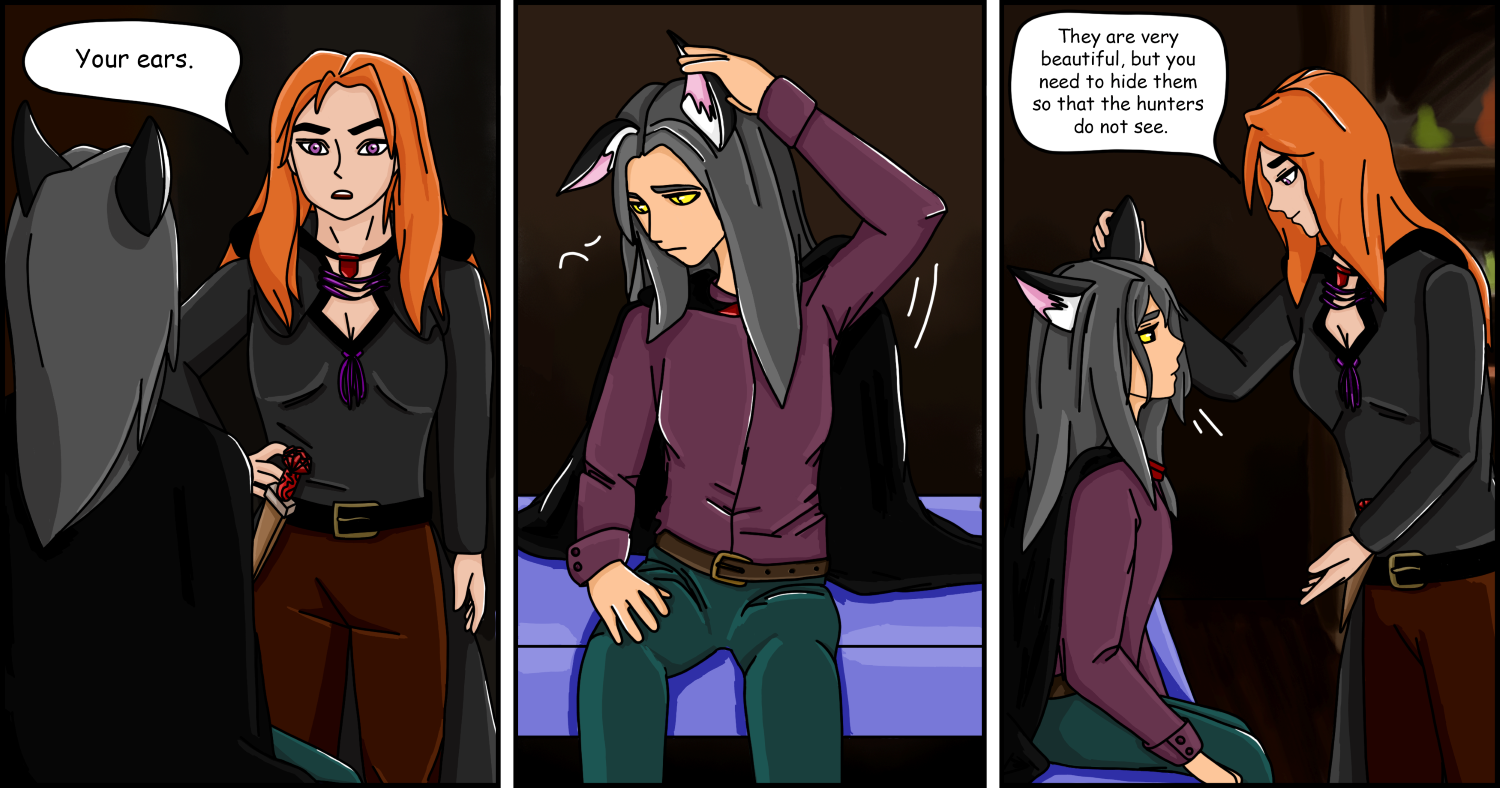 Your ears.
They are very
beautiful, but you
need to hide them
so that the hunters
do not see.